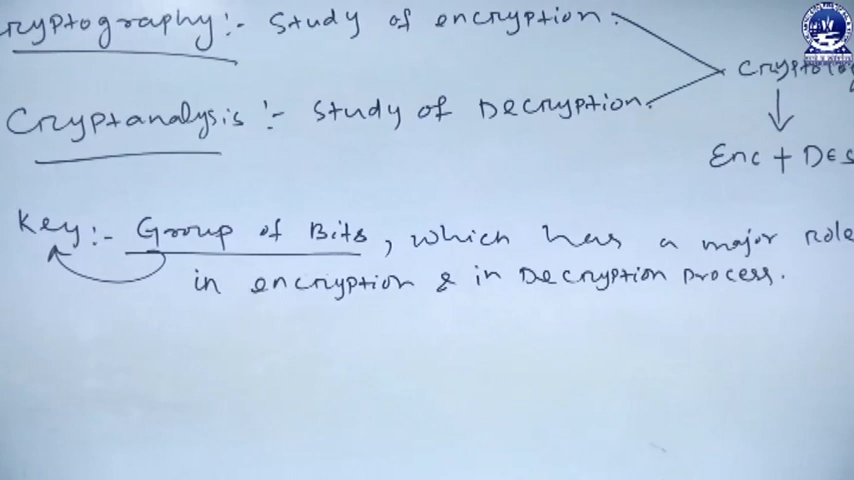 ryptography :- Study of encryption.
Cryptolog
Cryptanalysis :- Study of Decryption.
Enc + Des
Key :- Group of Bits, which has a major role
in encryption & in Decryption process.